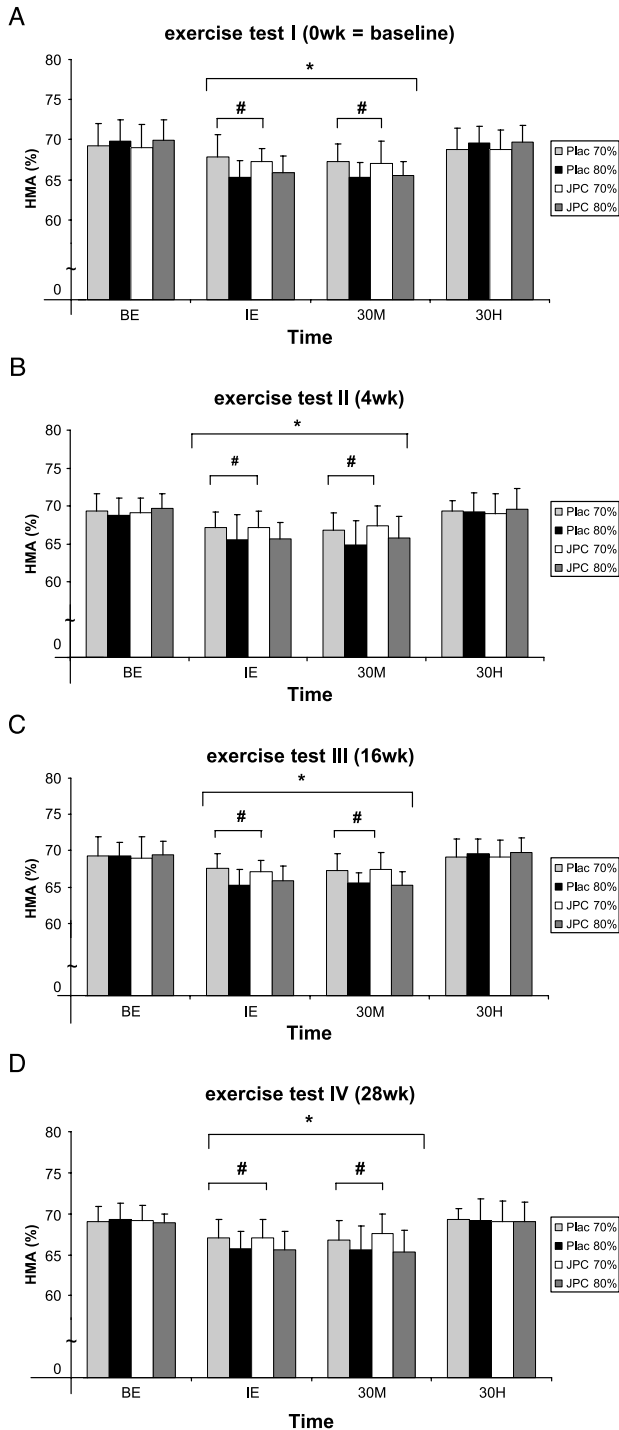 A
exercise test I (0wk = baseline)
80
75
70
65
60
~
0
HMA (%)
*
#
#
BE
IE
30M
30H
Time
Plac 70%
Plac 80%
JPC 70%
JPC 80%
B
exercise test II (4wk)
80
75
70
65
60
~
0
HMA (%)
*
#
#
BE
IE
30M
30H
Time
Plac 70%
Plac 80%
JPC 70%
JPC 80%
C
exercise test III (16wk)
80
75
70
65
60
~
0
HMA (%)
*
#
#
BE
IE
30M
30H
Time
Plac 70%
Plac 80%
JPC 70%
JPC 80%
D
exercise test IV (28wk)
80
75
70
65
60
~
0
HMA (%)
*
#
#
BE
IE
30M
30H
Time
Plac 70%
Plac 80%
JPC 70%
JPC 80%